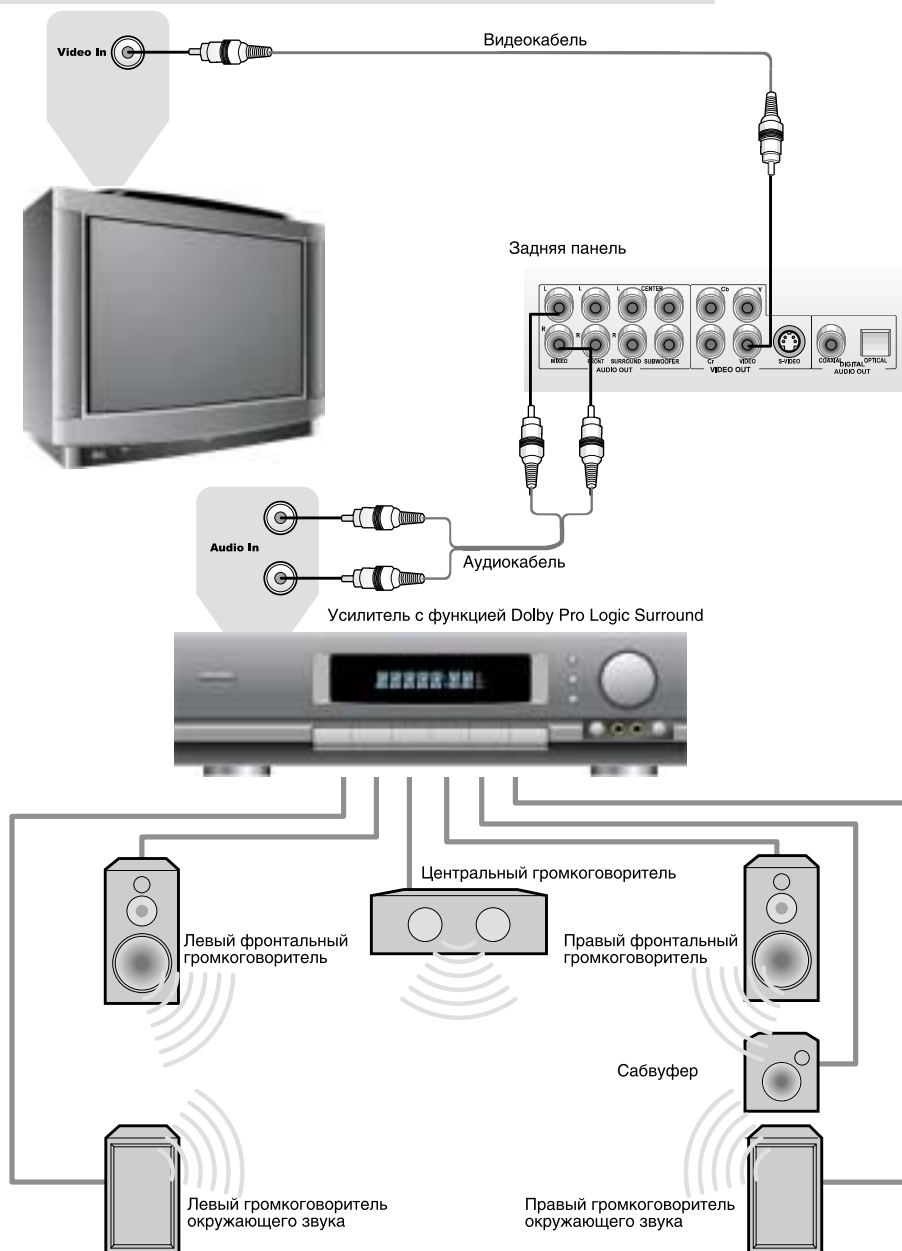 Видеокабель
Video In
Задняя панель
L L L CENTER Cb Y
R R R
MIXED FRONT SURROUND SUBWOOFER Cr VIDEO S-VIDEO COAXIAL OPTICAL
AUDIO OUT VIDEO OUT DIGITAL
AUDIO OUT
Audio In
Аудиокабель
Усилитель с функцией Dolby Pro Logic Surround
Центральный громкоговоритель
Левый фронтальный
громкоговоритель
Правый фронтальный
громкоговоритель
Сабвуфер
Левый громкоговоритель
окружающего звука
Правый громкоговоритель
окружающего звука